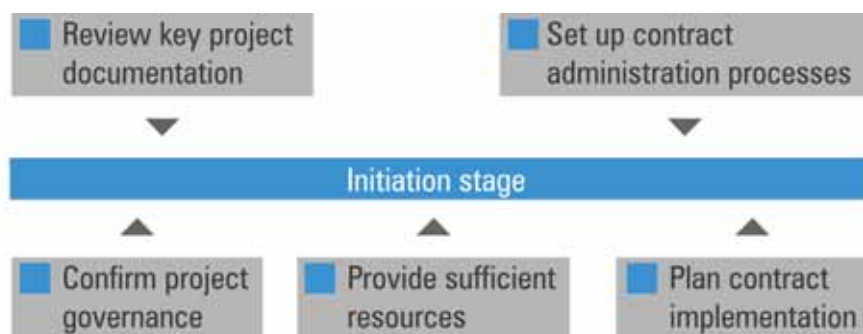 Review key project
documentation
Set up contract
administration processes
Initiation stage
Confirm project
governance
Provide sufficient
resources
Plan contract
implementation